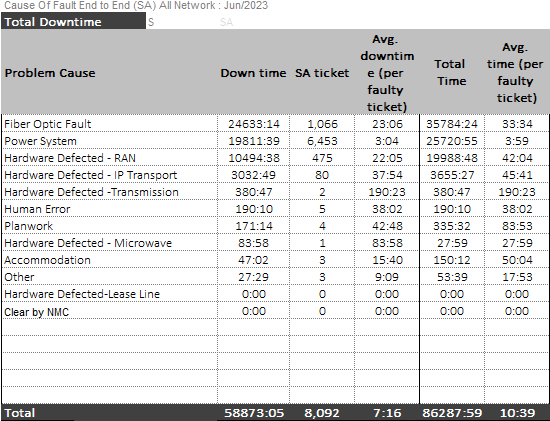 Cause Of Fault End to End (SA) All Network : Jun/2023
Total Downtime S SA
Problem Cause Down time SA ticket Avg. downtime (per faulty ticket) Total Time Avg. time (per faulty ticket)
Fiber Optic Fault 24633:14 1,066 23:06 35784:24 33:34
Power System 19811:39 6,453 3:04 25720:55 3:59
Hardware Defected - RAN 10494:38 475 22:05 19988:48 42:04
Hardware Defected - IP Transport 3032:49 80 37:54 3655:27 45:41
Hardware Defected -Transmission 380:47 2 190:23 380:47 190:23
Human Error 190:10 5 38:02 190:10 38:02
Planwork 171:14 4 42:48 335:32 83:53
Hardware Defected - Microwave 83:58 1 83:58 27:59 27:59
Accommodation 47:02 3 15:40 150:12 50:04
Other 27:29 3 9:09 53:39 17:53
Hardware Defected-Lease Line 0:00 0 0:00 0:00 0:00
Clear by NMC 0:00 0 0:00 0:00 0:00
Total 58873:05 8,092 7:16 86287:59 10:39